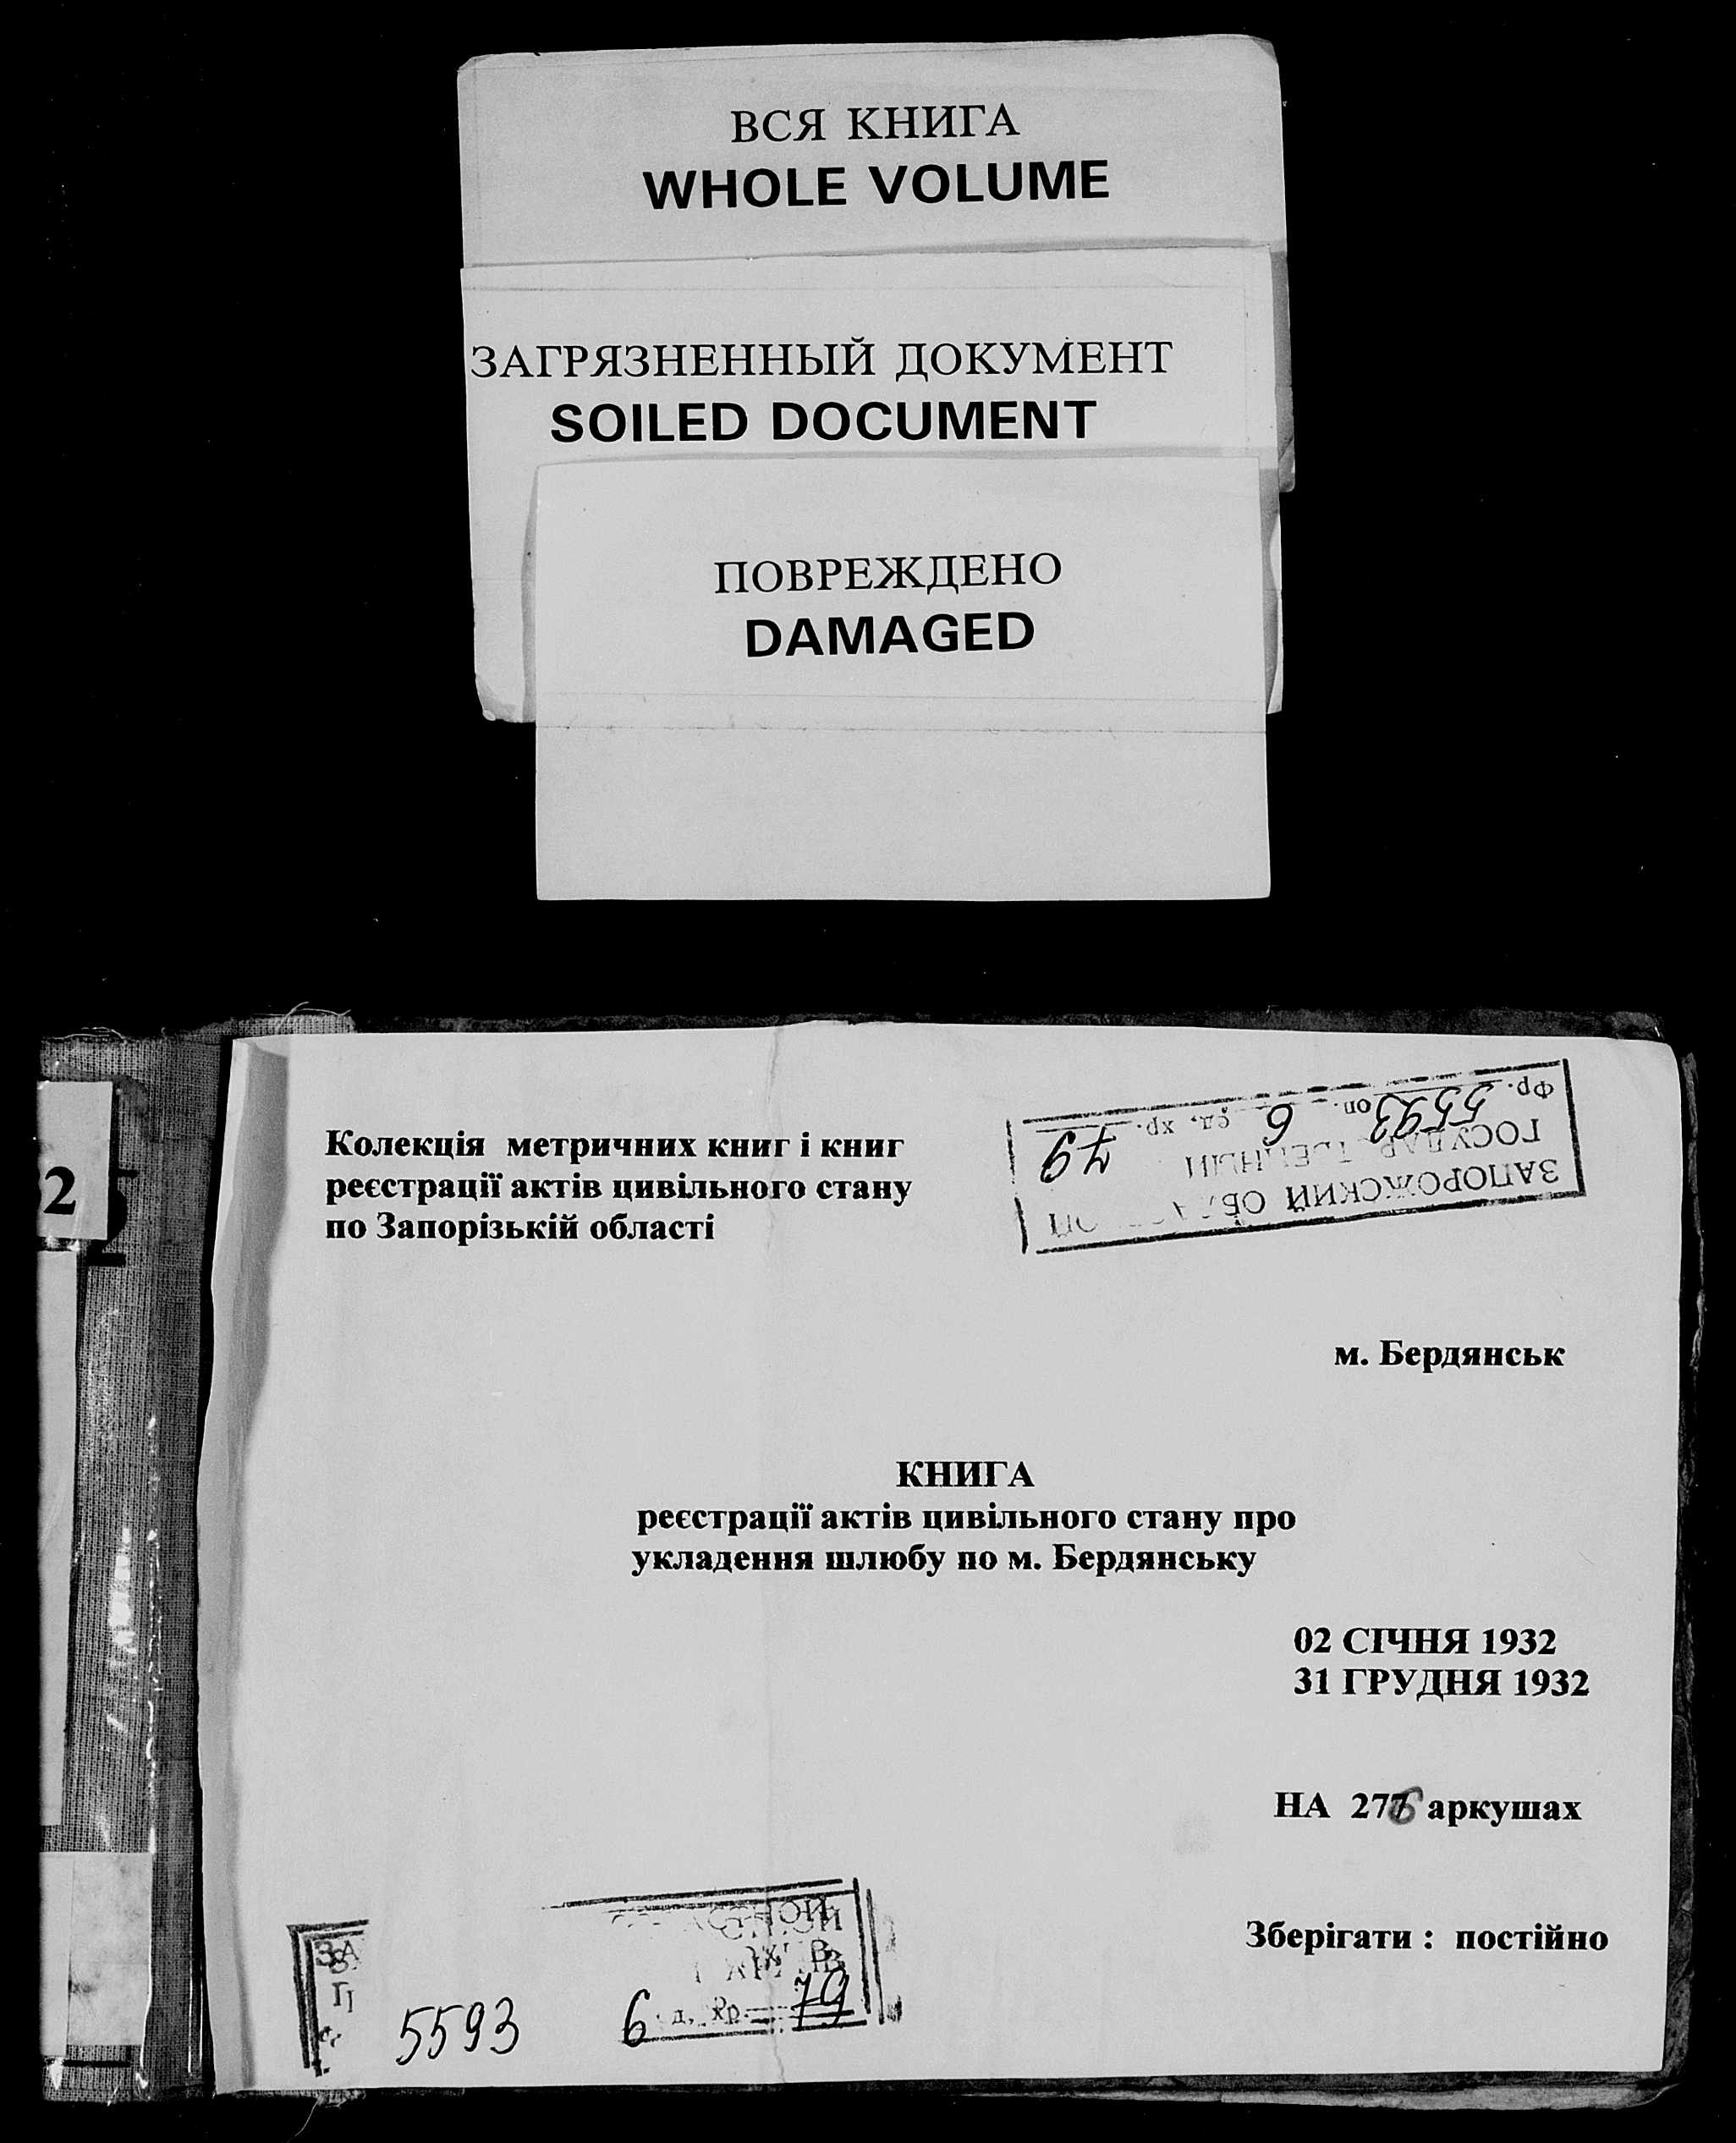 ВСЯ КНИГА
WHOLE VOLUME
ЗАГРЯЗНЕННЫЙ ДОКУМЕНТ
SOILED DOCUMENT
ПОВРЕЖДЕНО
DAMAGED
2
Колекція метричних книг і книг
реєстрації актів цивільного стану
по Запорізькій області
ЗАПОРОЖСКИЙ
Фр. 5593 оп. 6 ед. хр. 79
м. Бердянськ
КНИГА
реєстрації актів цивільного стану про
укладення шлюбу по м. Бердянську
02 СІЧНЯ 1932
31 ГРУДНЯ 1932
НА 276 аркушах
Зберігати : постійно
5593 6 д. хр. 79